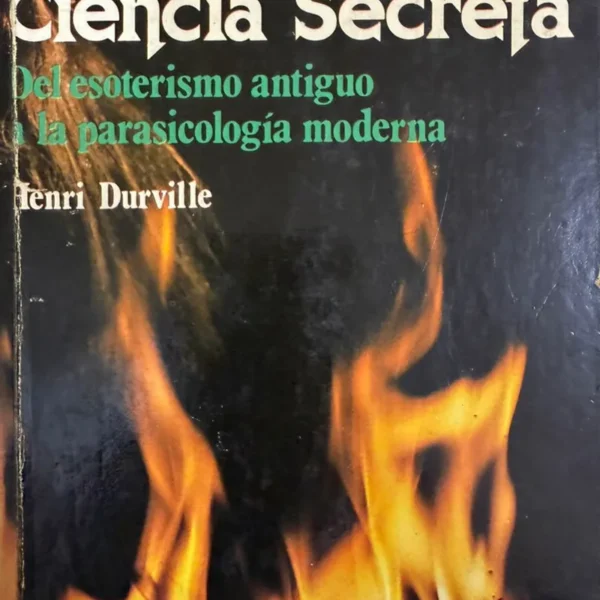 Ciencia Secreta
Del esoterismo antiguo
a la parasicología moderna
Henri Durville